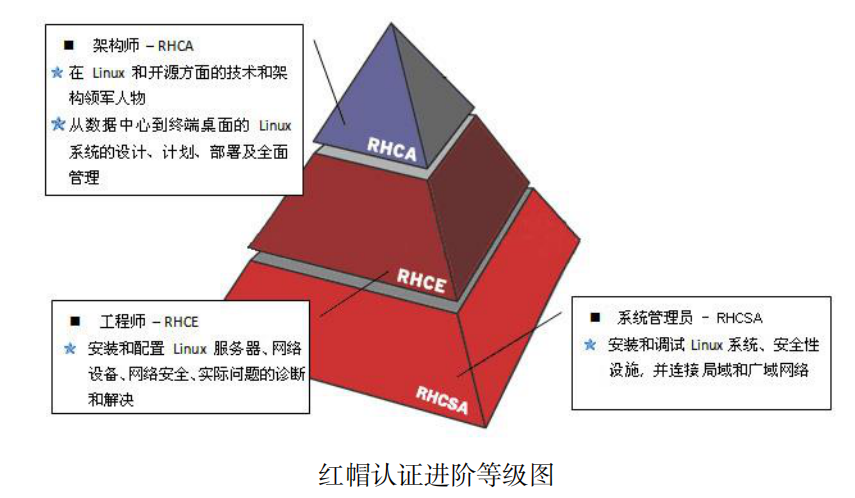 ■ 架构师 – RHCA
在 Linux 和开源方面的技术和架
构领军人物
从数据中心到终端桌面的 Linux
系统的设计、计划、部署及全面
管理
RHCA
RHCE
RHCSA
■ 工程师 – RHCE
安装和配置 Linux 服务器、网络
设备、网络安全、实际问题的诊断
和解决
■ 系统管理员 - RHCSA
安装和调试 Linux 系统、安全性
设施，并连接局域和广域网络
红帽认证进阶等级图